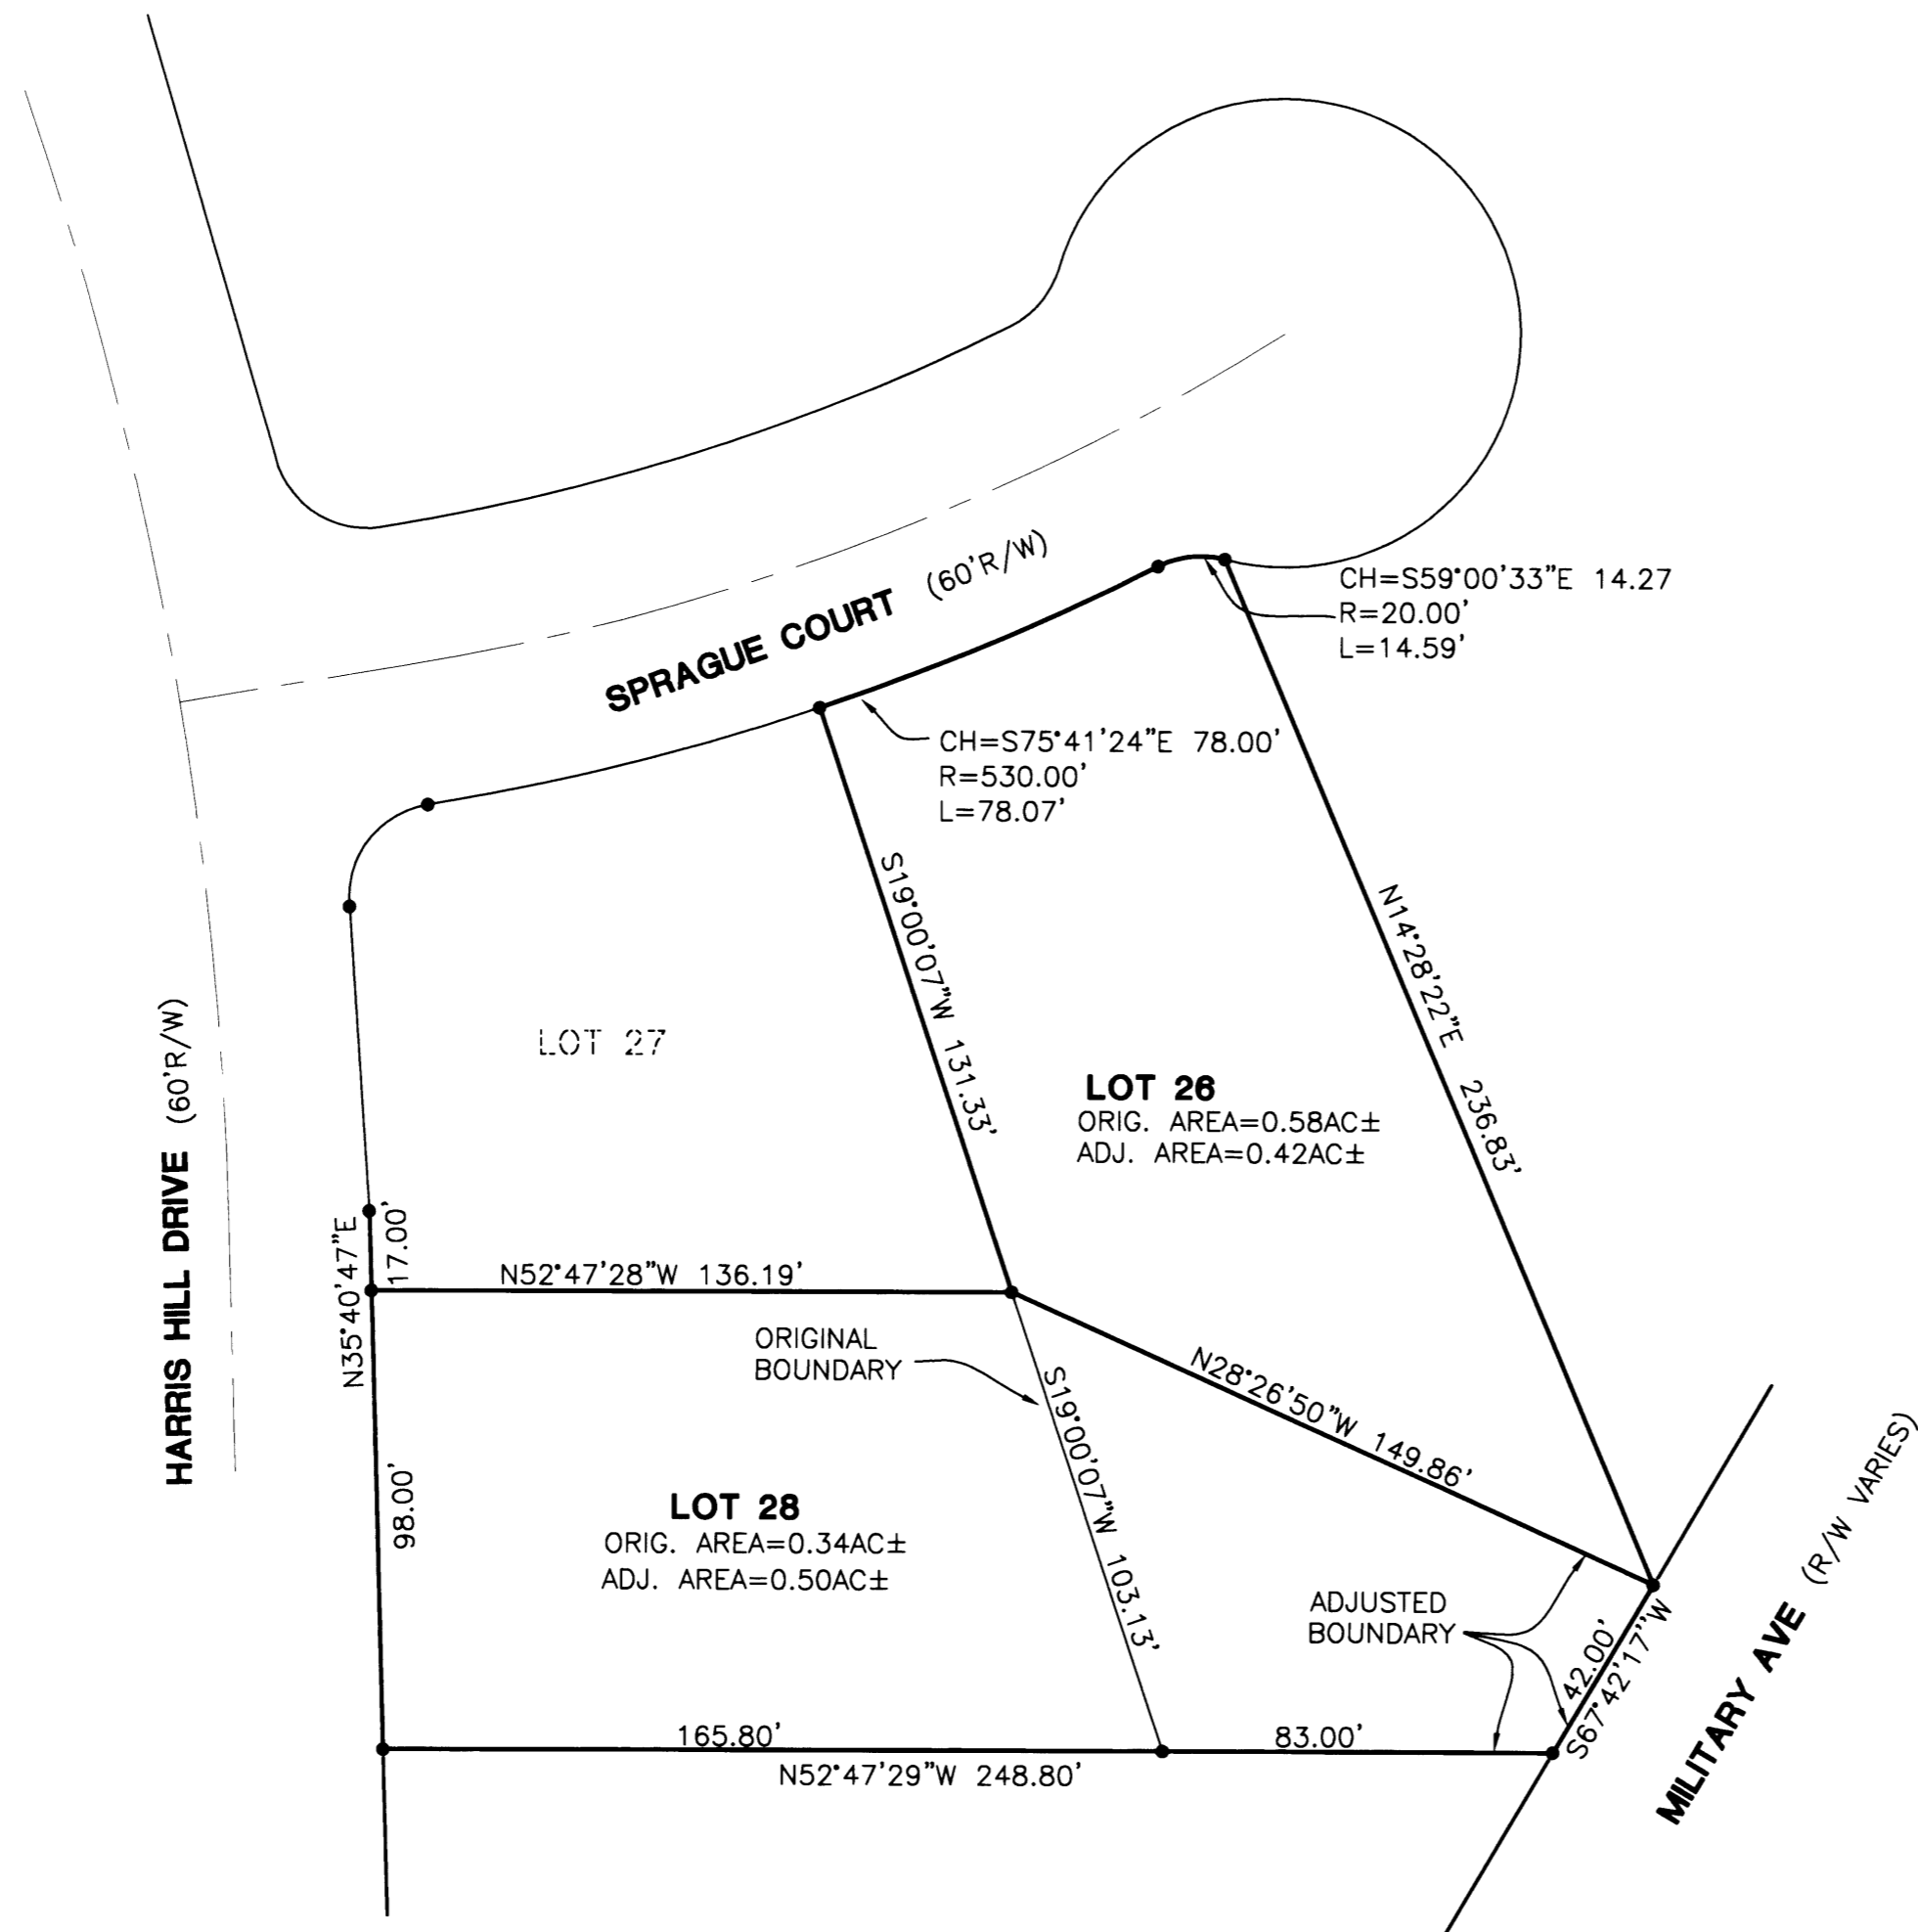 SPRAGUE COURT (60'R/W)
CH=S59°00'33"E 14.27
R=20.00'
L=14.59'
CH=S75°41'24"E 78.00'
R=530.00'
L=78.07'
S19°00'07"W 131.33'
N14°28'22"E 236.83'
LOT 27
LOT 26
ORIG. AREA=0.58AC±
ADJ. AREA=0.42AC±
HARRIS HILL DRIVE (60'R/W)
N35°40'47"E
17.00'
N52°47'28"W 136.19'
ORIGINAL
BOUNDARY
N28°26'50"W 149.86'
S19°00'07"W 103.13'
98.00'
LOT 28
ORIG. AREA=0.34AC±
ADJ. AREA=0.50AC±
ADJUSTED
BOUNDARY
42.00'
S67°42'17"W
MILITARY AVE (R/W VARIES)
165.80'
83.00'
N52°47'29"W 248.80'